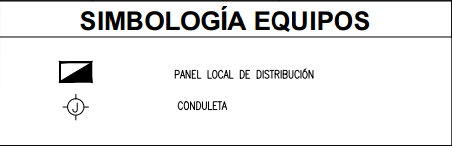 SIMBOLOGÍA EQUIPOS
PANEL LOCAL DE DISTRIBUCIÓN
J CONDULETA